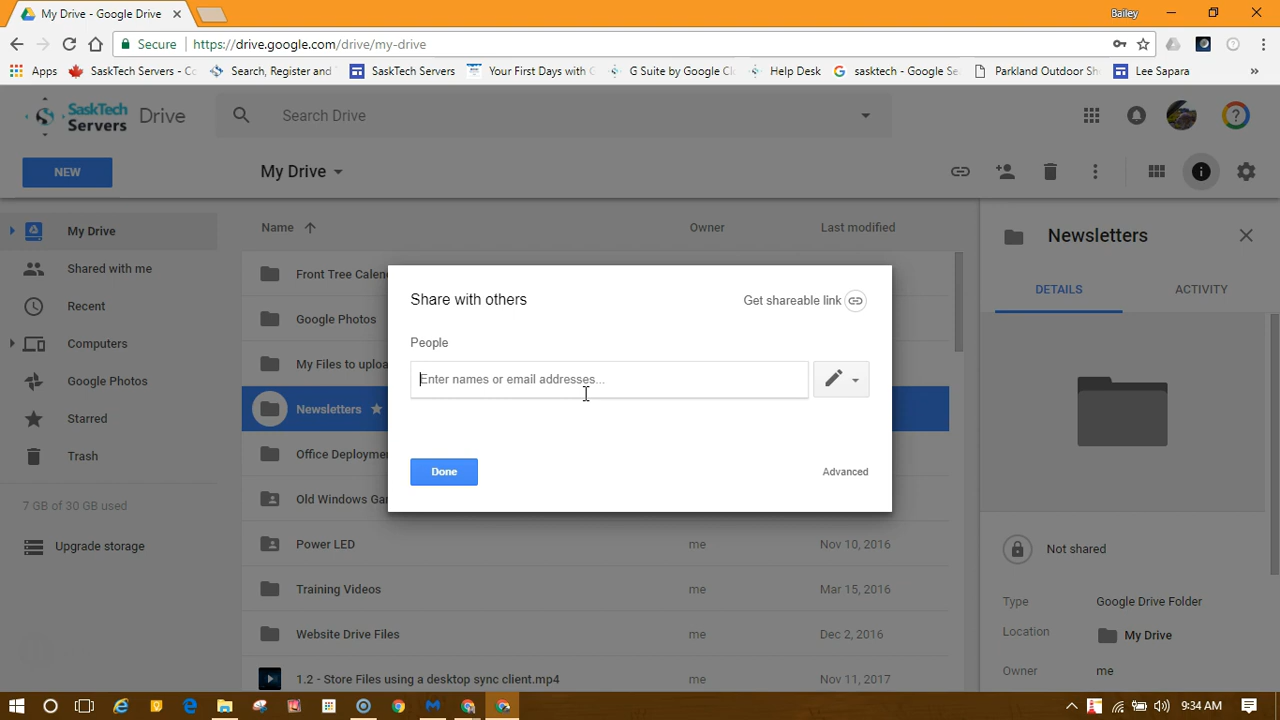 My Drive - Google Drive
Bailey
Secure https://drive.google.com/drive/my-drive
Apps SaskTech Servers - Co Search, Register and SaskTech Servers Your First Days with G Suite by Google Cl Help Desk sasktech - Google Se Parkland Outdoor Sh Lee Sapara »
SaskTech Servers Drive Search Drive
NEW My Drive
My Drive
Shared with me
Recent
Computers
Google Photos
Starred
Trash
7 GB of 30 GB used
Upgrade storage
Name Owner Last modified
Front Tree Calen
Google Photos
My Files to uploa
Newsletters
Office Deployme
Old Windows Ga
Power LED me Nov 10, 2016
Training Videos me Mar 15, 2016
Website Drive Files me Dec 2, 2016
1.2 - Store Files using a desktop sync client.mp4 me Nov 11, 2017
Share with others Get shareable link
People
Enter names or email addresses...
Done Advanced
Newsletters
DETAILS ACTIVITY
Not shared
Type Google Drive Folder
Location My Drive
Owner me
9:34 AM